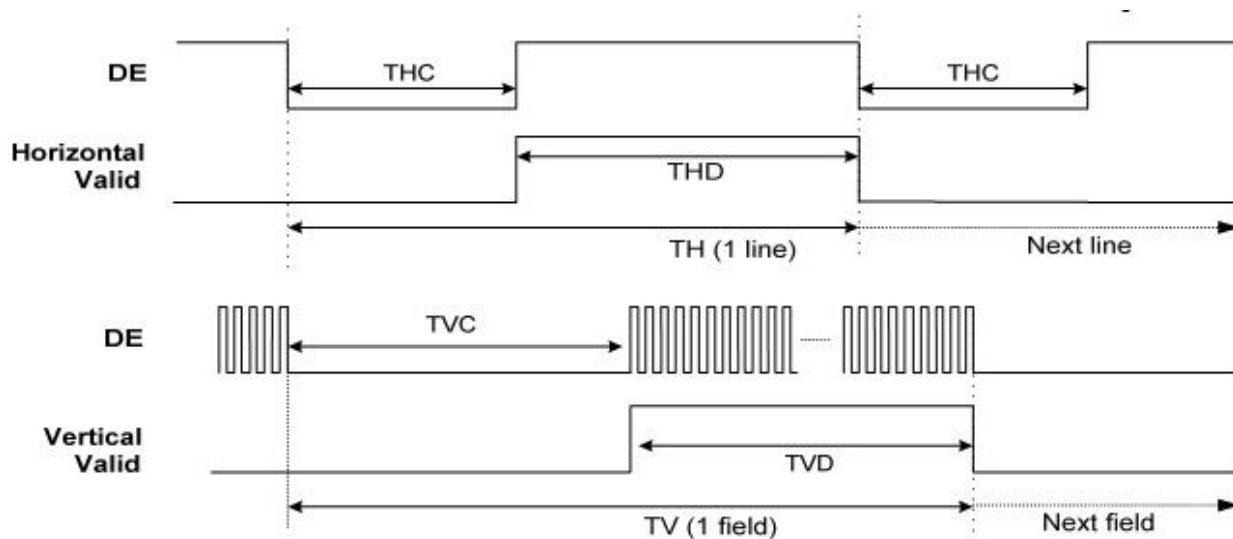 DE
THC
THC
Horizontal
Valid
THD
TH (1 line)
Next line
DE
TVC
Vertical
Valid
TVD
TV (1 field)
Next field